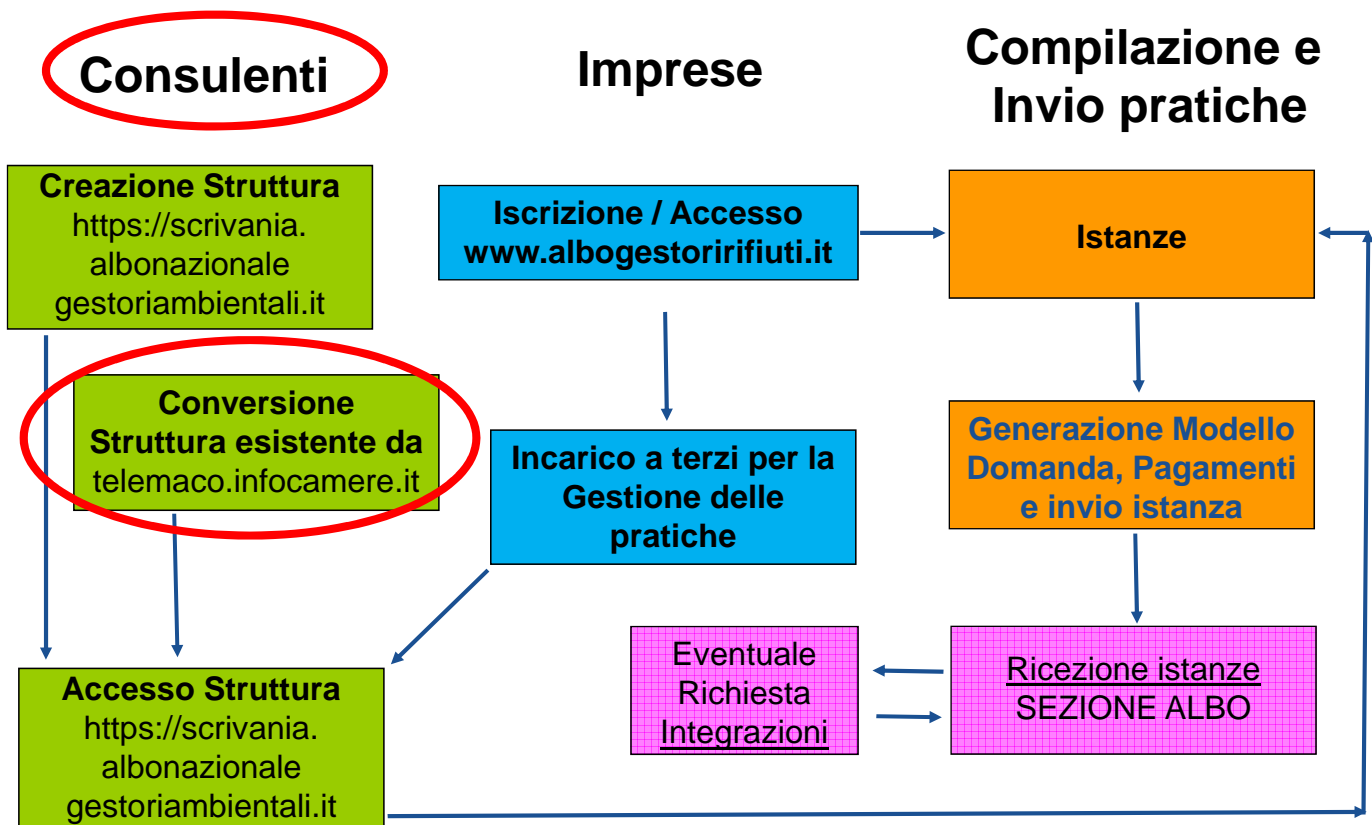 Consulenti
Imprese
Compilazione e
Invio pratiche
Creazione Struttura
https://scrivania.
albonazionale
gestoriambientali.it
Iscrizione / Accesso
www.albogestoririfiuti.it
Istanze
Conversione
Struttura esistente da
telemaco.infocamere.it
Incarico a terzi per la
Gestione delle
pratiche
Generazione Modello
Domanda, Pagamenti
e invio istanza
Accesso Struttura
https://scrivania.
albonazionale
gestoriambientali.it
Eventuale
Richiesta
Integrazioni
Ricezione istanze
SEZIONE ALBO